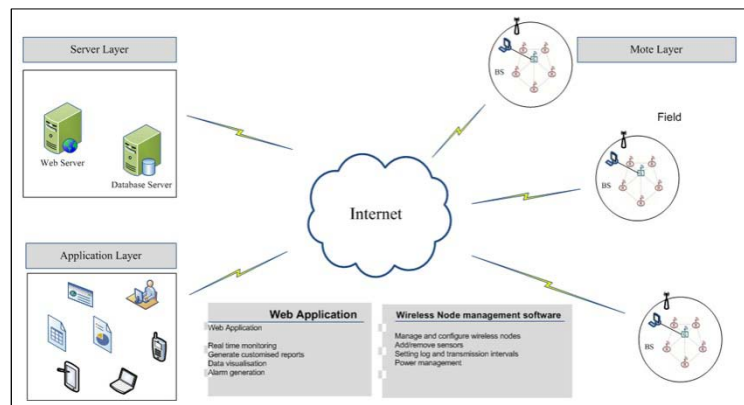 Server Layer
Web Server
Database Server
Application Layer
Internet
Mote Layer
BS
Field
BS
BS
Web Application
Web Application
Real time monitoring
Generate customised reports
Data visualisation
Alarm generation
Wireless Node management software
Manage and configure wireless nodes
Add/remove sensors
Setting log and transmission intervals
Power management